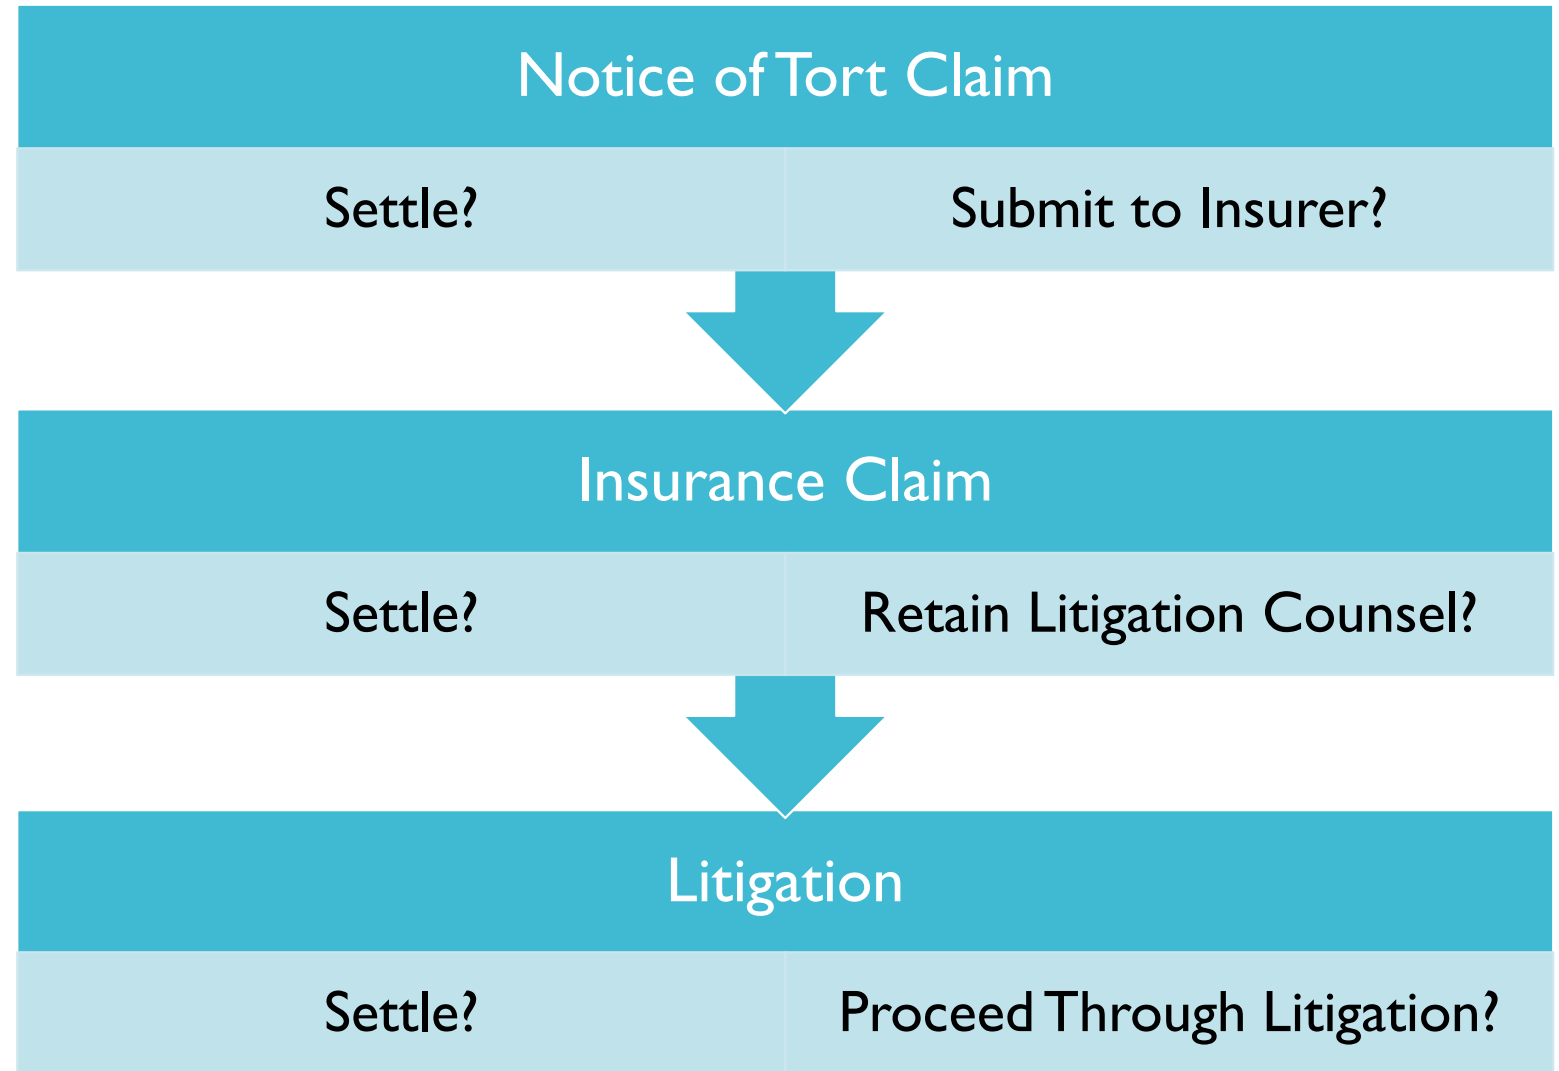 Notice of Tort Claim
Settle?
Submit to Insurer?
Insurance Claim
Settle?
Retain Litigation Counsel?
Litigation
Settle?
Proceed Through Litigation?